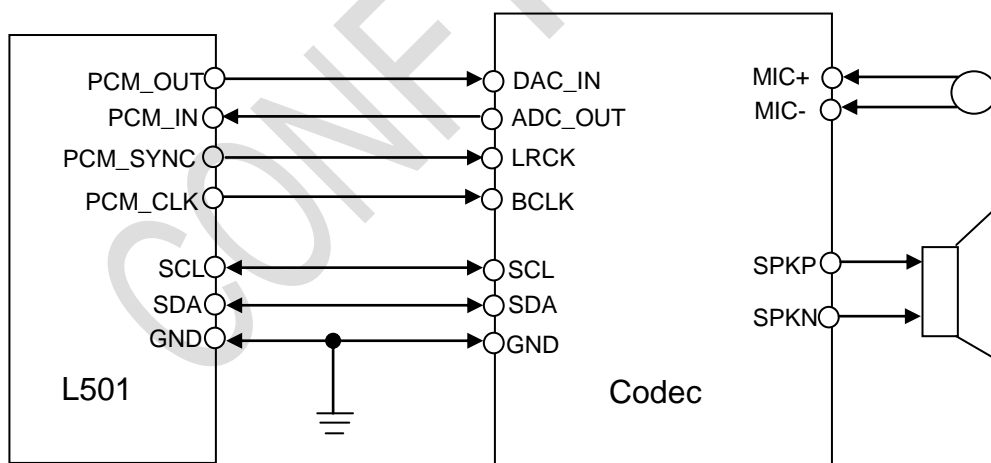 PCM_OUT
PCM_IN
PCM_SYNC
PCM_CLK
SCL
SDA
GND
L501
DAC_IN
ADC_OUT
LRCK
BCLK
SCL
SDA
GND
Codec
MIC+
MIC-
SPKP
SPKN